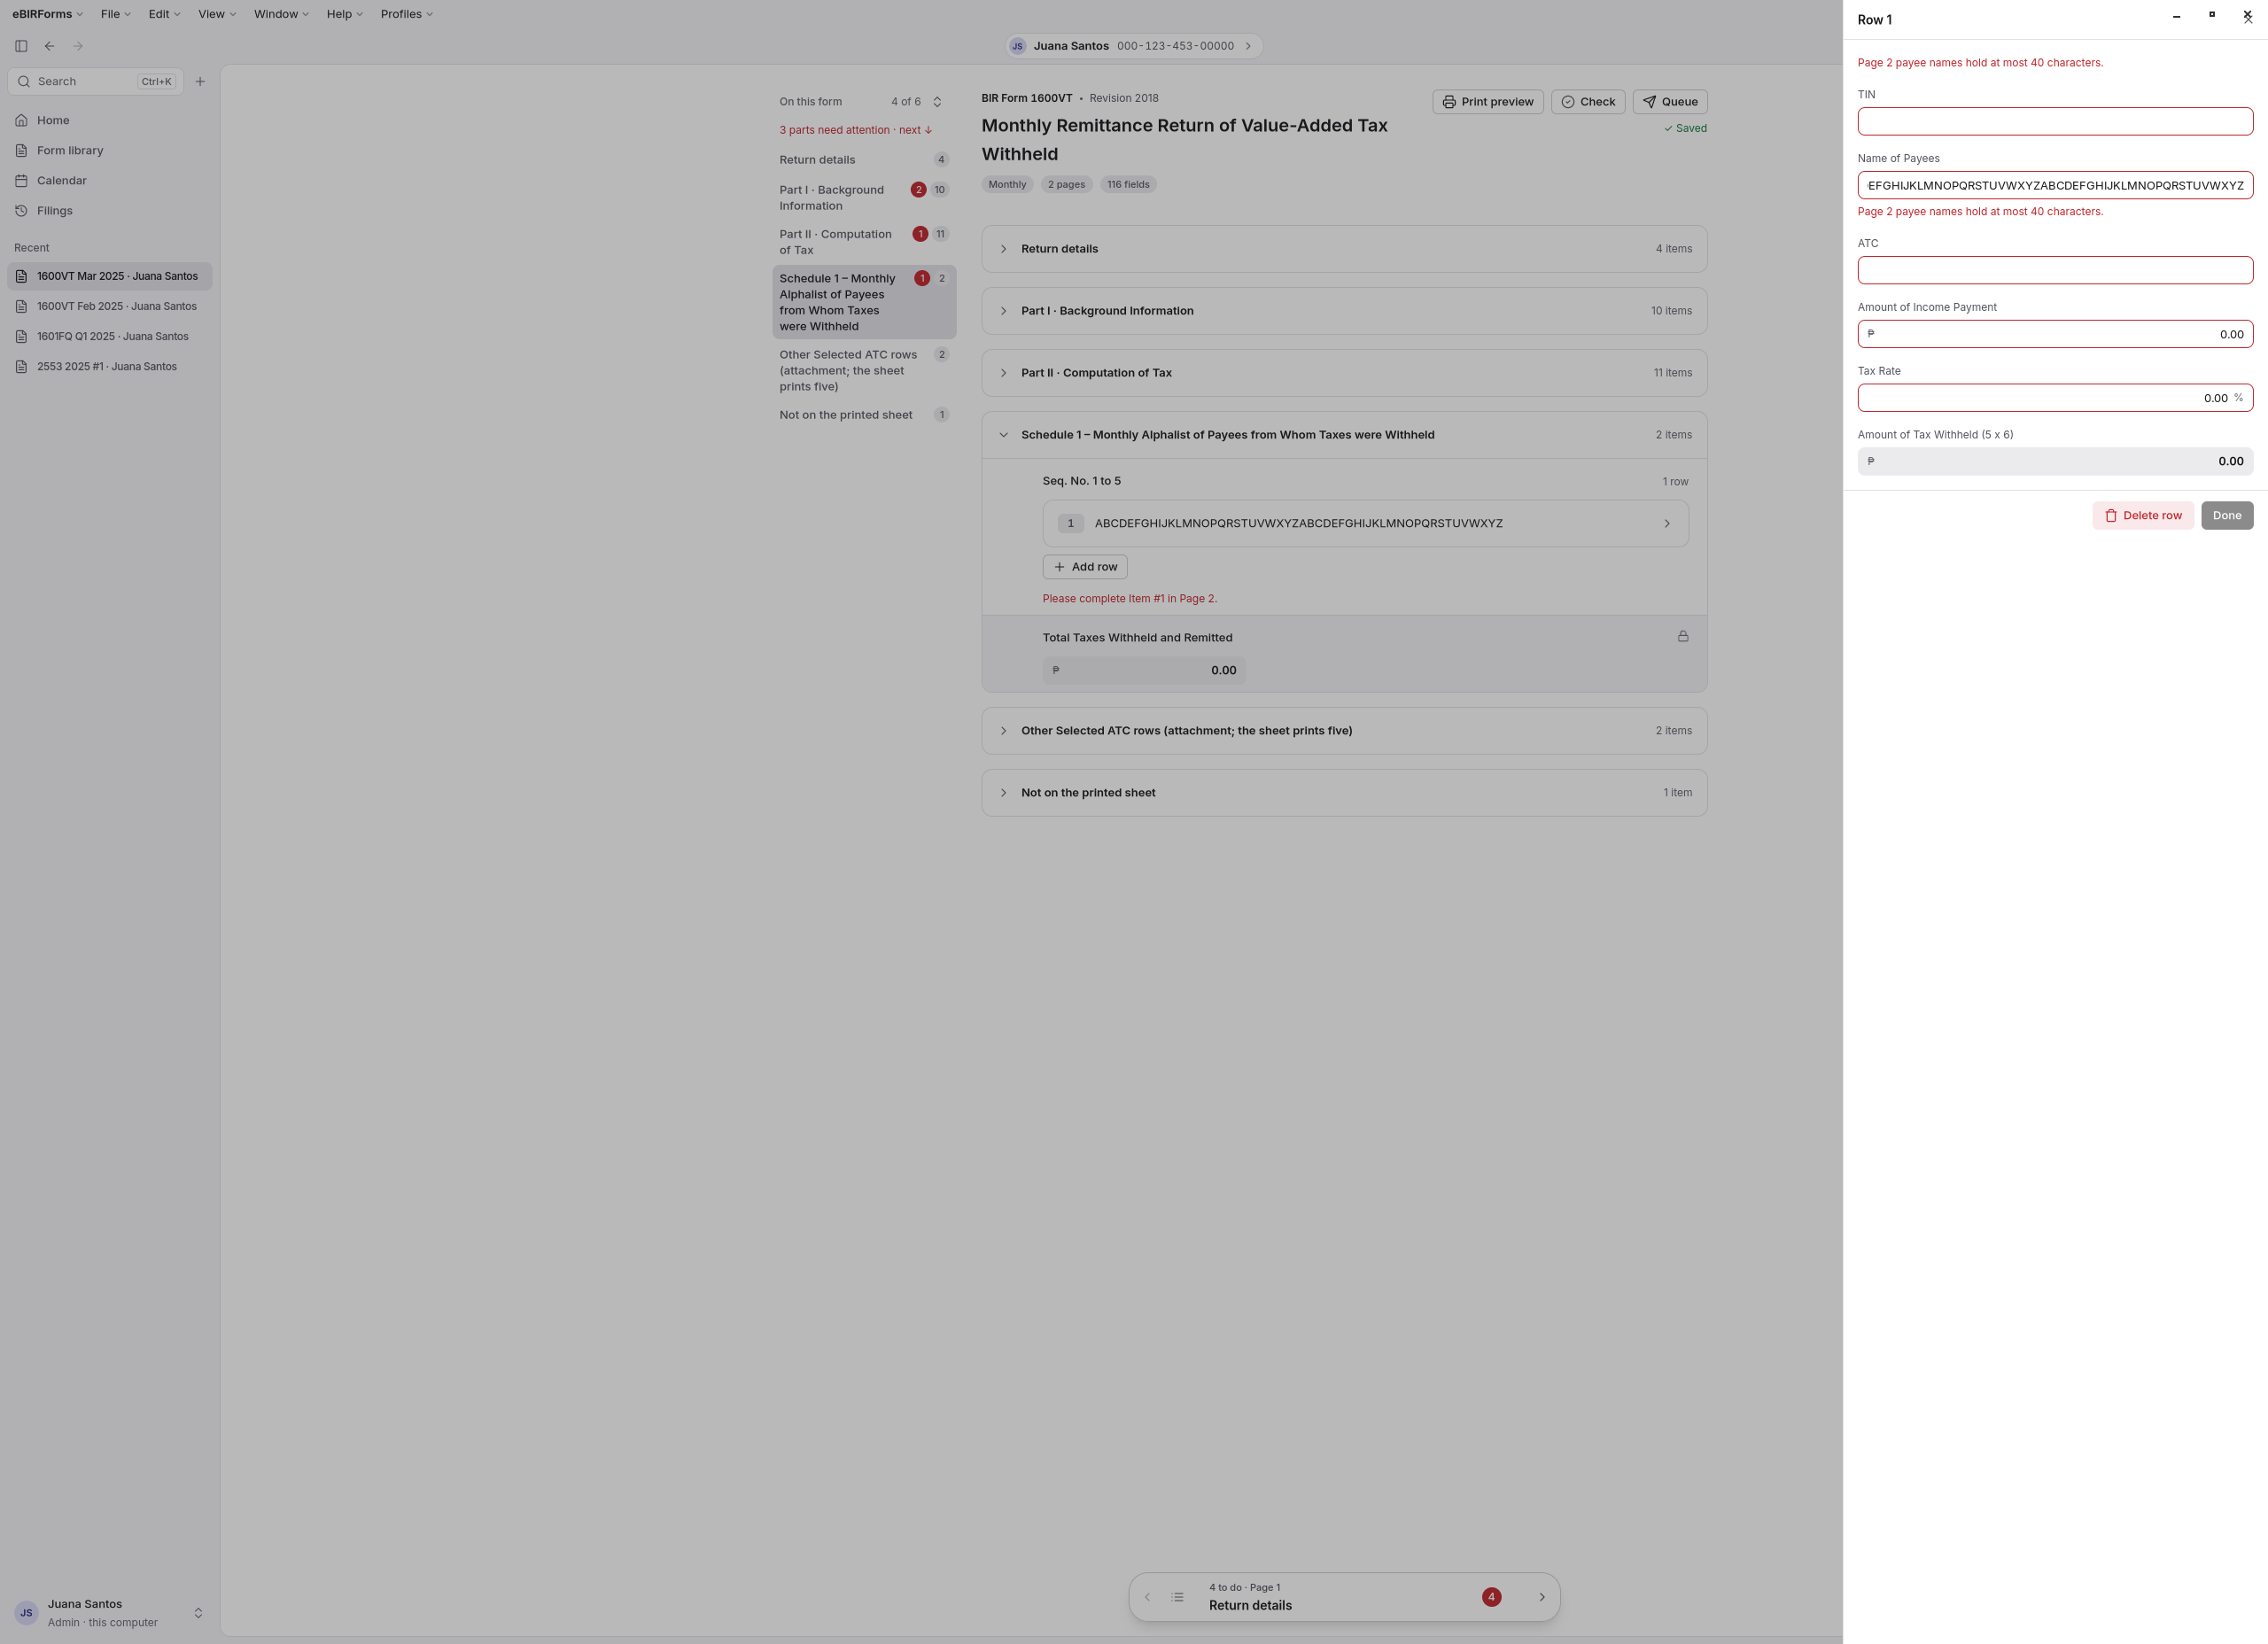 eBIRForms File Edit View Window Help Profiles
JS Juana Santos 000-123-453-00000
Search Ctrl+K
Home
Form library
Calendar
Filings
Recent
1600VT Mar 2025 · Juana Santos
1600VT Feb 2025 · Juana Santos
1601FQ Q1 2025 · Juana Santos
2553 2025 #1 · Juana Santos
JS Juana Santos
Admin · this computer
On this form 4 of 6
3 parts need attention · next ↓
Return details 4
Part I · Background 2 10
Information
Part II · Computation 1 11
of Tax
Schedule 1 – Monthly 1 2
Alphalist of Payees
from Whom Taxes
were Withheld
Other Selected ATC rows 2
(attachment; the sheet
prints five)
Not on the printed sheet 1
BIR Form 1600VT • Revision 2018
Print preview Check Queue
Monthly Remittance Return of Value-Added Tax
Withheld
✓ Saved
Monthly 2 pages 116 fields
Return details 4 items
Part I · Background Information 10 items
Part II · Computation of Tax 11 items
Schedule 1 – Monthly Alphalist of Payees from Whom Taxes were Withheld 2 items
Seq. No. 1 to 5 1 row
1 ABCDEFGHIJKLMNOPQRSTUVWXYZABCDEFGHIJKLMNOPQRSTUVWXYZ
Add row
Please complete Item #1 in Page 2.
Total Taxes Withheld and Remitted
₱ 0.00
Other Selected ATC rows (attachment; the sheet prints five) 2 items
Not on the printed sheet 1 item
4 to do · Page 1
Return details 4
Row 1
Page 2 payee names hold at most 40 characters.
TIN
Name of Payees
EFGHIJKLMNOPQRSTUVWXYZABCDEFGHIJKLMNOPQRSTUVWXYZ
Page 2 payee names hold at most 40 characters.
ATC
Amount of Income Payment
₱ 0.00
Tax Rate
0.00 %
Amount of Tax Withheld (5 x 6)
₱ 0.00
Delete row Done